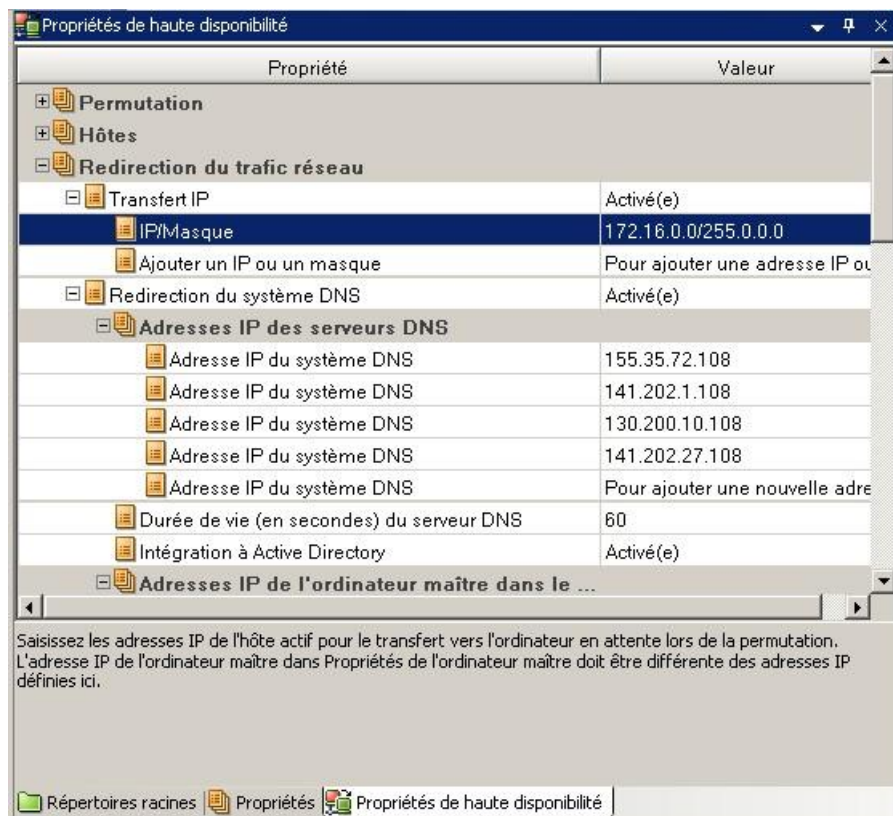 Propriétés de haute disponibilité
Propriété Valeur
Permutation
Hôtes
Redirection du trafic réseau
Transfert IP Activé(e)
IP/Masque 172.16.0.0/255.0.0.0
Ajouter un IP ou un masque Pour ajouter une adresse IP ou
Redirection du système DNS Activé(e)
Adresses IP des serveurs DNS
Adresse IP du système DNS 155.35.72.108
Adresse IP du système DNS 141.202.1.108
Adresse IP du système DNS 130.200.10.108
Adresse IP du système DNS 141.202.27.108
Adresse IP du système DNS Pour ajouter une nouvelle adre
Durée de vie (en secondes) du serveur DNS 60
Intégration à Active Directory Activé(e)
Adresses IP de l'ordinateur maître dans le ...
Saisissez les adresses IP de l'hôte actif pour le transfert vers l'ordinateur en attente lors de la permutation.
L'adresse IP de l'ordinateur maître dans Propriétés de l'ordinateur maître doit être différente des adresses IP
définies ici.
Répertoires racines Propriétés Propriétés de haute disponibilité